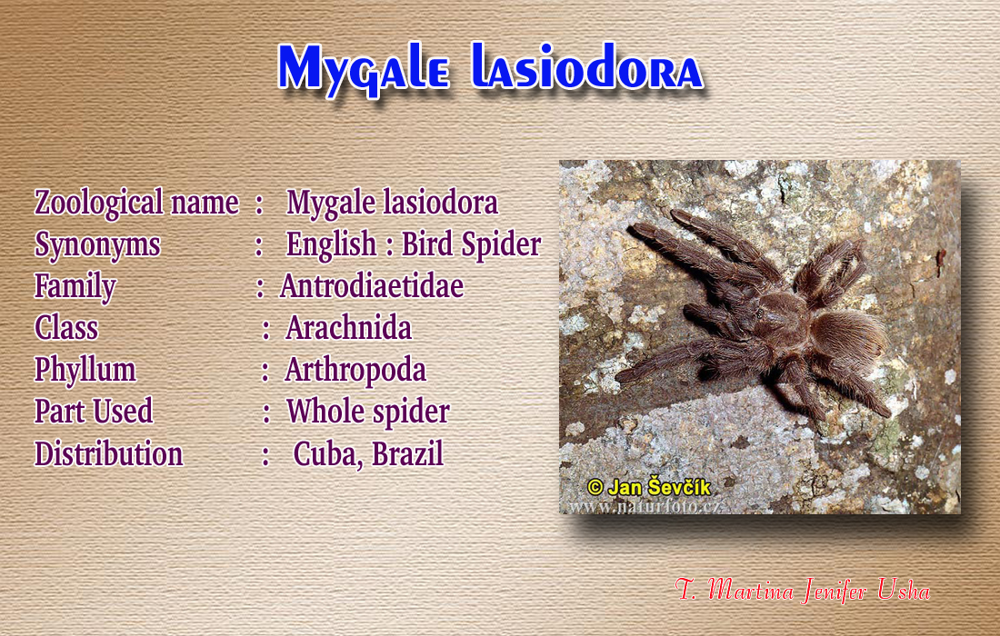 Mygale lasiodora
Zoological name : Mygale lasiodora
Synonyms : English : Bird Spider
Family : Antrodiaetidae
Class : Arachnida
Phyllum : Arthropoda
Part Used : Whole spider
Distribution : Cuba, Brazil
© Jan Ševčík
www.naturfoto.cz
T. Martina Jenifer Usha